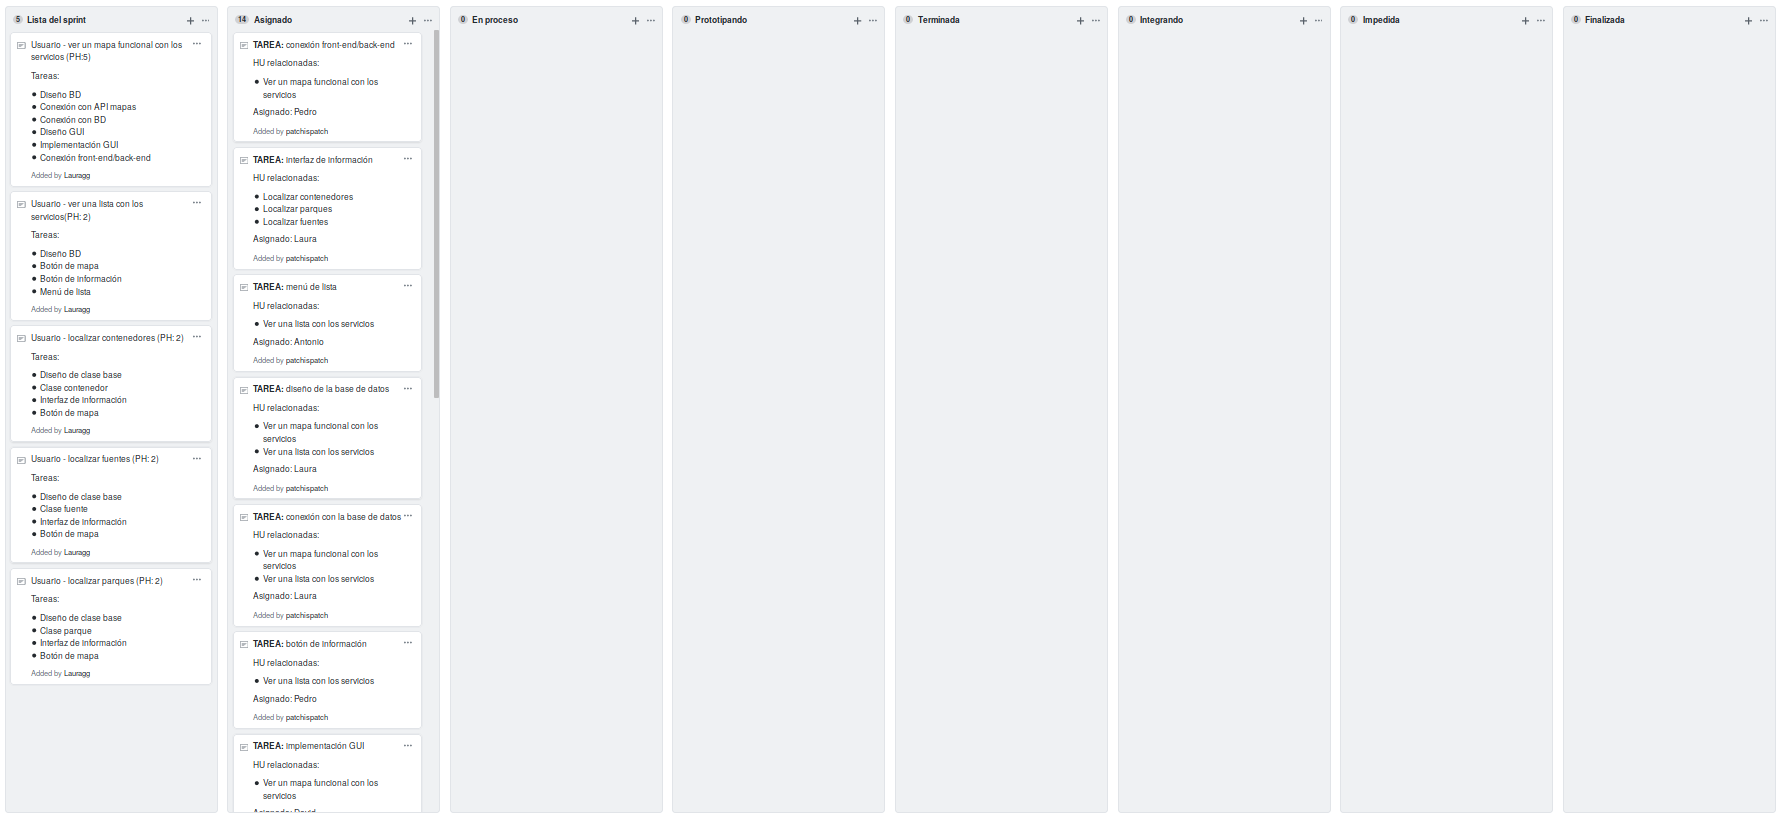 5 Lista del sprint
Usuario - ver un mapa funcional con los
servicios (PH:5)
Tareas:
Diseño BD
Conexión con API mapas
Conexión con BD
Diseño GUI
Implementación GUI
Conexión front-end/back-end
Added by Lauragg
Usuario - ver una lista con los
servicios(PH: 2)
Tareas:
Diseño BD
Botón de mapa
Botón de información
Menú de lista
Added by Lauragg
Usuario - localizar contenedores (PH: 2)
Tareas:
Diseño de clase base
Clase contenedor
Interfaz de información
Botón de mapa
Added by Lauragg
Usuario - localizar fuentes (PH: 2)
Tareas:
Diseño de clase base
Clase fuente
Interfaz de información
Botón de mapa
Added by Lauragg
Usuario - localizar parques (PH: 2)
Tareas:
Diseño de clase base
Clase parque
Interfaz de información
Botón de mapa
Added by Lauragg
14 Asignado
TAREA: conexión front-end/back-end
HU relacionadas:
Ver un mapa funcional con los
servicios
Asignado: Pedro
Added by patchispatch
TAREA: interfaz de información
HU relacionadas:
Localizar contenedores
Localizar parques
Localizar fuentes
Asignado: Laura
Added by patchispatch
TAREA: menú de lista
HU relacionadas:
Ver una lista con los servicios
Asignado: Antonio
Added by patchispatch
TAREA: diseño de la base de datos
HU relacionadas:
Ver un mapa funcional con los
servicios
Ver una lista con los servicios
Asignado: Laura
Added by patchispatch
TAREA: conexión con la base de datos
HU relacionadas:
Ver un mapa funcional con los
servicios
Ver una lista con los servicios
Asignado: Laura
Added by patchispatch
TAREA: botón de información
HU relacionadas:
Ver una lista con los servicios
Asignado: Pedro
Added by patchispatch
TAREA: implementación GUI
HU relacionadas:
Ver un mapa funcional con los
servicios
Asignado: David
0 En proceso
0 Prototipando
0 Terminada
0 Integrando
0 Impedida
0 Finalizada